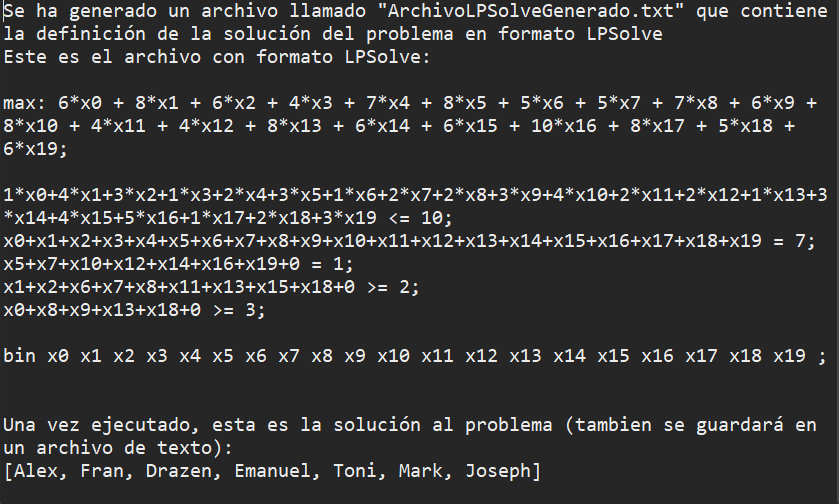 Se ha generado un archivo llamado "ArchivoLPSolveGenerado.txt" que contiene
la definición de la solución del problema en formato LPSolve
Este es el archivo con formato LPSolve:
max: 6*x0 + 8*x1 + 6*x2 + 4*x3 + 7*x4 + 8*x5 + 5*x6 + 5*x7 + 7*x8 + 6*x9 +
8*x10 + 4*x11 + 4*x12 + 8*x13 + 6*x14 + 6*x15 + 10*x16 + 8*x17 + 5*x18 +
6*x19;
1*x0+4*x1+3*x2+1*x3+2*x4+3*x5+1*x6+2*x7+2*x8+3*x9+4*x10+2*x11+2*x12+1*x13+3
*x14+4*x15+5*x16+1*x17+2*x18+3*x19 <= 10;
x0+x1+x2+x3+x4+x5+x6+x7+x8+x9+x10+x11+x12+x13+x14+x15+x16+x17+x18+x19 = 7;
x5+x7+x10+x12+x14+x16+x19+0 = 1;
x1+x2+x6+x7+x8+x11+x13+x15+x18+0 >= 2;
x0+x8+x9+x13+x18+0 >= 3;
bin x0 x1 x2 x3 x4 x5 x6 x7 x8 x9 x10 x11 x12 x13 x14 x15 x16 x17 x18 x19 ;
Una vez ejecutado, esta es la solución al problema (tambien se guardará en
un archivo de texto):
[Alex, Fran, Drazen, Emanuel, Toni, Mark, Joseph]